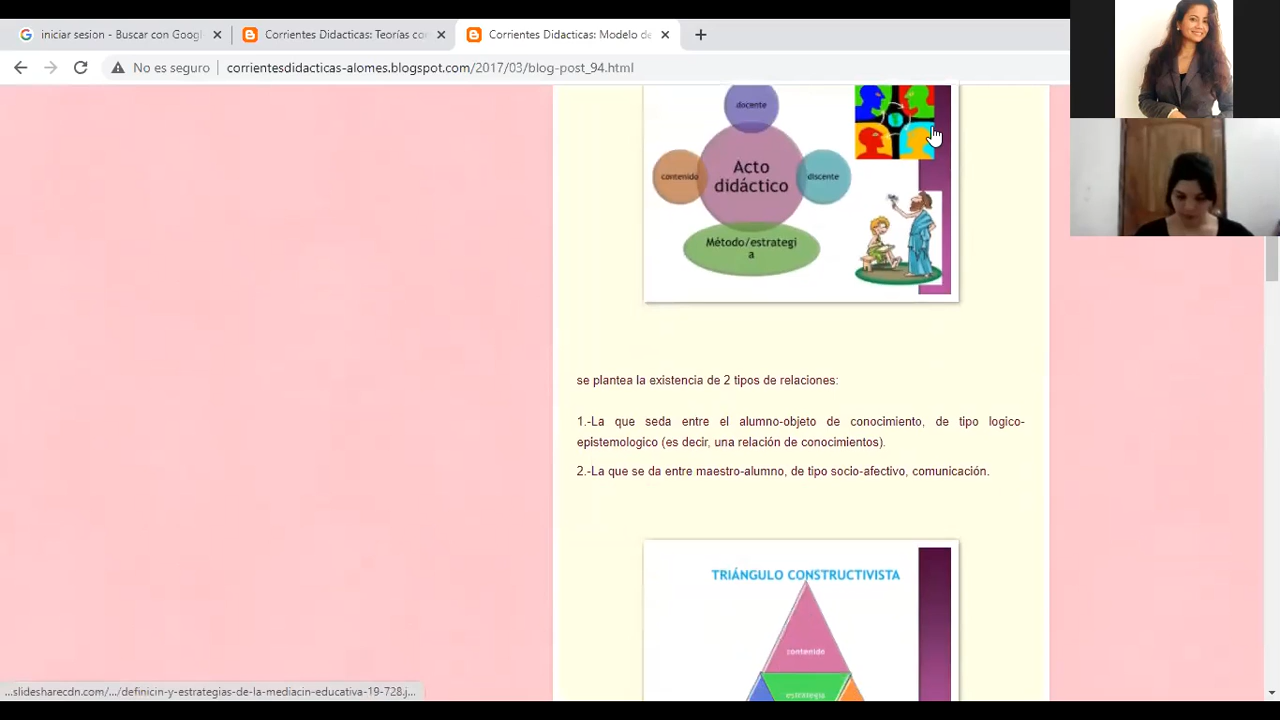 iniciar sesion - Buscar con Googl
Corrientes Didacticas: Teorías co
Corrientes Didacticas: Modelo de
No es seguro
corrientesdidacticas-alomes.blogspot.com/2017/03/blog-post_94.html
docente
contenido
Acto
didáctico
discente
Método/estrategi
a
se plantea la existencia de 2 tipos de relaciones:
1.-La que seda entre el alumno-objeto de conocimiento, de tipo logico-
epistemologico (es decir, una relación de conocimientos).
2.-La que se da entre maestro-alumno, de tipo socio-afectivo, comunicación.
TRIÁNGULO CONSTRUCTIVISTA
contenido
estrategia
...slidesharecdn.com/.../definicin-y-estrategias-de-la-mediacin-educativa-19-728.j...